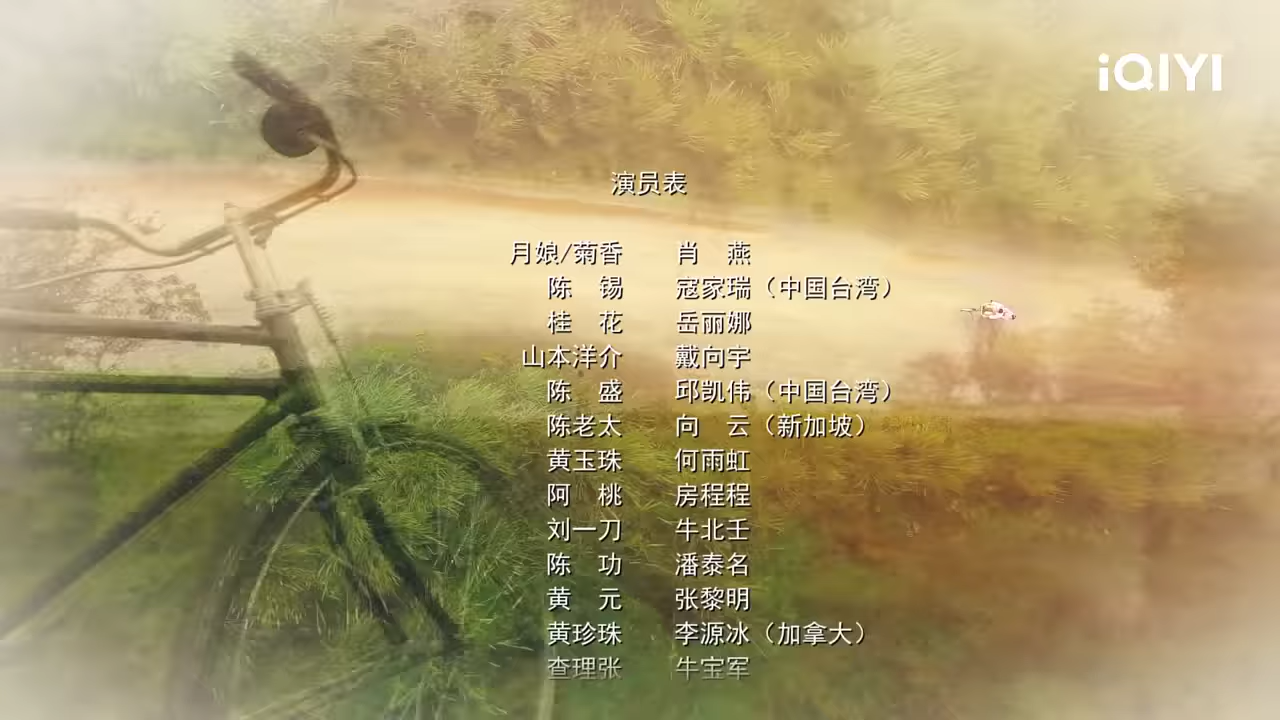 iQIYI
演员表
月娘/菊香 肖 燕
陈 锡 寇家瑞（中国台湾）
桂 花 岳丽娜
山本洋介 戴向宇
陈 盛 邱凯伟（中国台湾）
陈老太 向 云（新加坡）
黄玉珠 何雨虹
阿 桃 房程程
刘一刀 牛北壬
陈 功 潘泰名
黄 元 张黎明
黄珍珠 李源冰（加拿大）
查理张 牛宝军